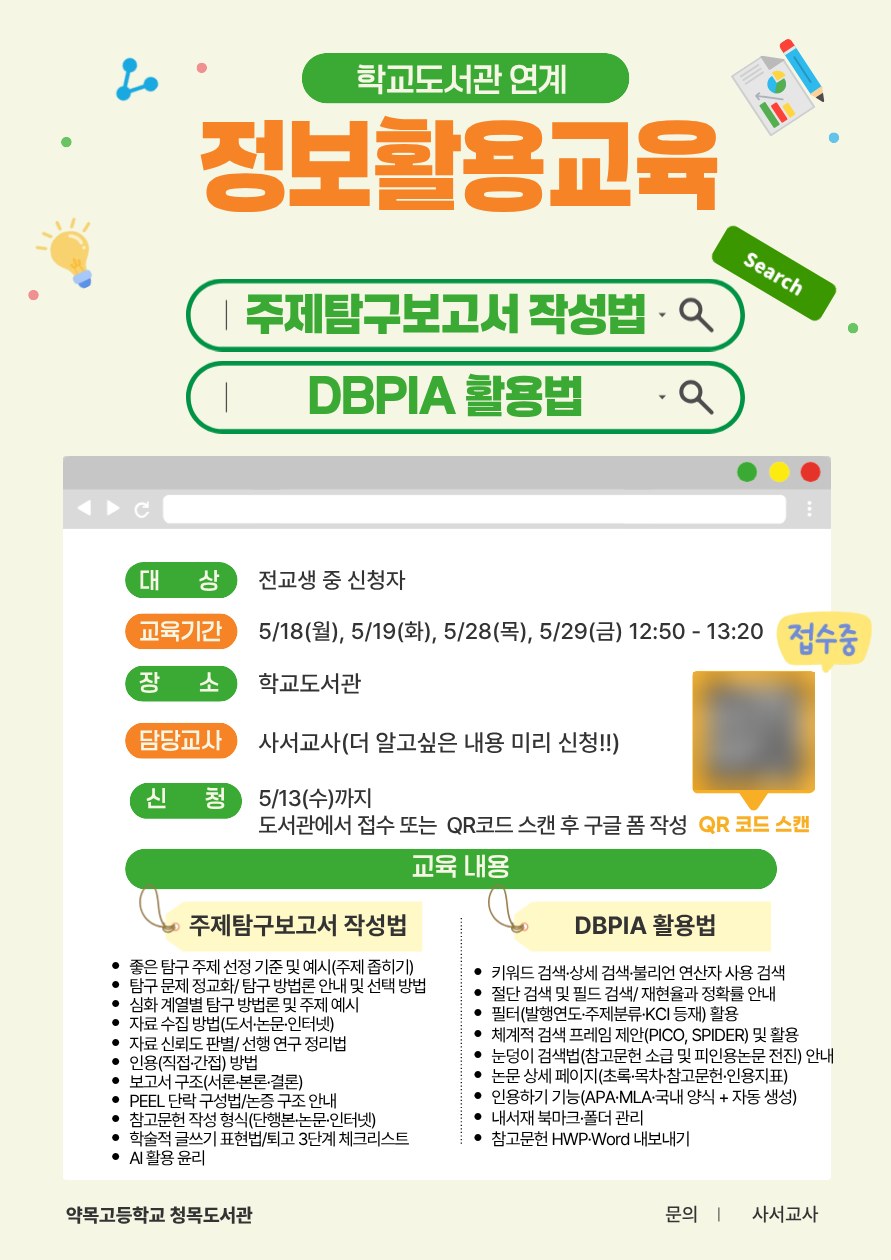 학교도서관 연계
정보활용교육
Search
주제탐구보고서 작성법
DBPIA 활용법
대 상 전교생 중 신청자
교육기간 5/18(월), 5/19(화), 5/28(목), 5/29(금) 12:50 - 13:20
접수중
장 소 학교도서관
담당교사 사서교사(더 알고싶은 내용 미리 신청!!)
신 청 5/13(수)까지
도서관에서 접수 또는 QR코드 스캔 후 구글 폼 작성
QR 코드 스캔
교육 내용
주제탐구보고서 작성법
• 좋은 탐구 주제 선정 기준 및 예시(주제 좁히기)
• 탐구 문제 정교화/ 탐구 방법론 안내 및 선택 방법
• 심화 계열별 탐구 방법론 및 주제 예시
• 자료 수집 방법(도서·논문·인터넷)
• 자료 신뢰도 판별/ 선행 연구 정리법
• 인용(직접·간접) 방법
• 보고서 구조(서론·본론·결론)
• PEEL 단락 구성법/논증 구조 안내
• 참고문헌 작성 형식(단행본·논문·인터넷)
• 학술적 글쓰기 표현법/퇴고 3단계 체크리스트
• AI 활용 윤리
DBPIA 활용법
• 키워드 검색·상세 검색·불리언 연산자 사용 검색
• 절단 검색 및 필드 검색/ 재현율과 정확률 안내
• 필터(발행연도·주제분류·KCI 등재) 활용
• 체계적 검색 프레임 제안(PICO, SPIDER) 및 활용
• 눈덩이 검색법(참고문헌 소급 및 피인용논문 전진) 안내
• 논문 상세 페이지(초록·목차·참고문헌·인용지표)
• 인용하기 기능(APA·MLA·국내 양식 + 자동 생성)
• 내서재 북마크·폴더 관리
• 참고문헌 HWP·Word 내보내기
약목고등학교 청목도서관
문의 | 사서교사